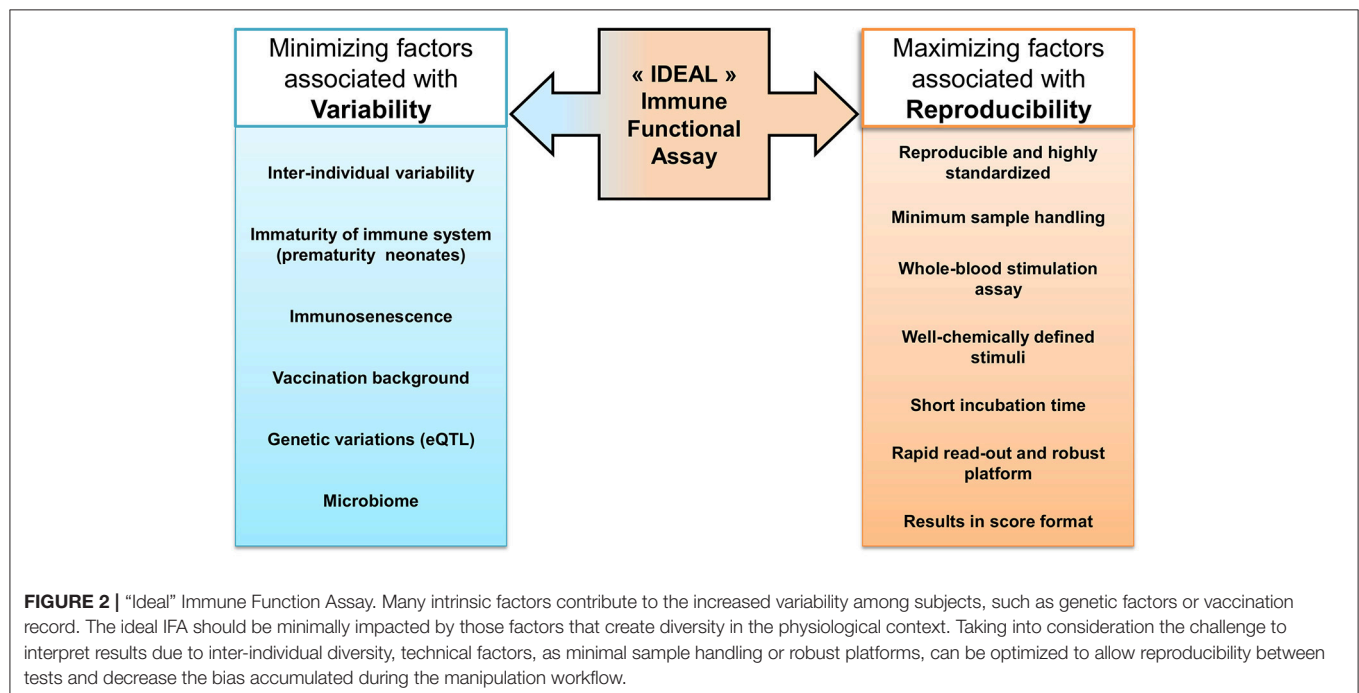 Minimizing factors
associated with
Variability
« IDEAL »
Immune
Functional
Assay
Maximizing factors
associated with
Reproducibility
Inter-individual variability
Immaturity of immune system
(prematurity neonates)
Immunosenescence
Vaccination background
Genetic variations (eQTL)
Microbiome
Reproducible and highly
standardized
Minimum sample handling
Whole-blood stimulation
assay
Well-chemically defined
stimuli
Short incubation time
Rapid read-out and robust
platform
Results in score format
FIGURE 2 | “Ideal” Immune Function Assay. Many intrinsic factors contribute to the increased variability among subjects, such as genetic factors or vaccination
record. The ideal IFA should be minimally impacted by those factors that create diversity in the physiological context. Taking into consideration the challenge to
interpret results due to inter-individual diversity, technical factors, as minimal sample handling or robust platforms, can be optimized to allow reproducibility between
tests and decrease the bias accumulated during the manipulation workflow.